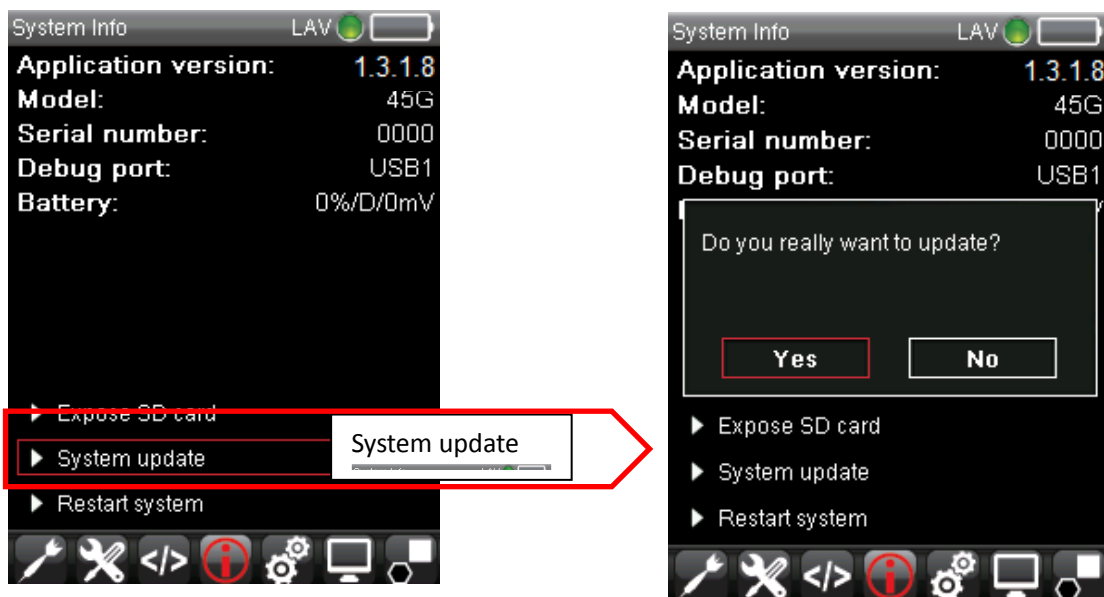 System Info LAV
Application version: 1.3.1.8
Model: 45G
Serial number: 0000
Debug port: USB1
Battery: 0%/D/0mV
Expose SD card
System update
Restart system
</>
System update
System Info LAV
Application version: 1.3.1.8
Model: 45G
Serial number: 0000
Debug port: USB1
Do you really want to update?
Yes No
Expose SD card
System update
Restart system
</>